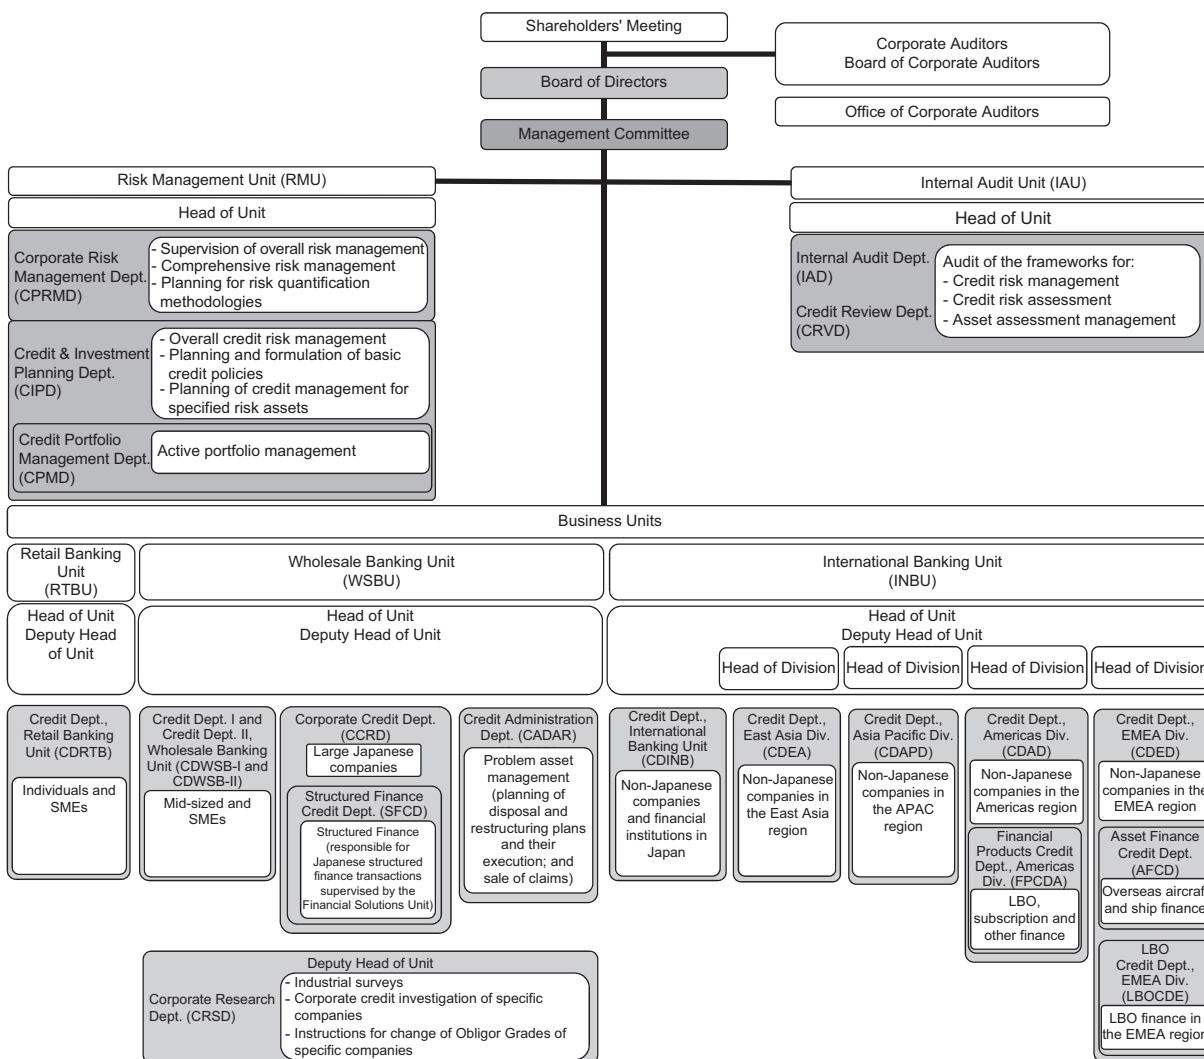 Shareholders' Meeting
Corporate Auditors
Board of Corporate Auditors
Board of Directors
Office of Corporate Auditors
Management Committee
Risk Management Unit (RMU)
Head of Unit
Corporate Risk
Management Dept.
(CPRMD)
- Supervision of overall risk management
- Comprehensive risk management
- Planning for risk quantification
methodologies
Credit & Investment
Planning Dept.
(CIPD)
- Overall credit risk management
- Planning and formulation of basic
credit policies
- Planning of credit management for
specified risk assets
Credit Portfolio
Management Dept.
(CPMD)
Active portfolio management
Internal Audit Unit (IAU)
Head of Unit
Internal Audit Dept.
(IAD)
Credit Review Dept.
(CRVD)
Audit of the frameworks for:
- Credit risk management
- Credit risk assessment
- Asset assessment management
Business Units
Retail Banking
Unit
(RTBU)
Wholesale Banking Unit
(WSBU)
International Banking Unit
(INBU)
Head of Unit
Deputy Head
of Unit
Head of Unit
Deputy Head of Unit
Head of Unit
Deputy Head of Unit
Head of Division
Head of Division
Head of Division
Head of Division
Credit Dept.,
Retail Banking
Unit (CDRTB)
Individuals and
SMEs
Credit Dept. I and
Credit Dept. II,
Wholesale Banking
Unit (CDWSB-I and
CDWSB-II)
Mid-sized and
SMEs
Corporate Credit Dept.
(CCRD)
Large Japanese
companies
Structured Finance
Credit Dept. (SFCD)
Structured Finance
(responsible for
Japanese structured
finance transactions
supervised by the
Financial Solutions Unit)
Credit Administration
Dept. (CADAR)
Problem asset
management
(planning of
disposal and
restructuring plans
and their
execution; and
sale of claims)
Credit Dept.,
International
Banking Unit
(CDINB)
Non-Japanese
companies
and financial
institutions in
Japan
Credit Dept.,
East Asia Div.
(CDEA)
Non-Japanese
companies in
the East Asia
region
Credit Dept.,
Asia Pacific Div.
(CDAPD)
Non-Japanese
companies in
the APAC
region
Credit Dept.,
Americas Div.
(CDAD)
Non-Japanese
companies in the
Americas region
Financial
Products Credit
Dept., Americas
Div. (FPCDA)
LBO,
subscription and
other finance
Credit Dept.,
EMEA Div.
(CDED)
Non-Japanese
companies in the
EMEA region
Asset Finance
Credit Dept.
(AFCD)
Overseas aircraft
and ship finance
LBO
Credit Dept.,
EMEA Div.
(LBOCDE)
LBO finance in
the EMEA region
Deputy Head of Unit
Corporate Research
Dept. (CRSD)
- Industrial surveys
- Corporate credit investigation of specific
companies
- Instructions for change of Obligor Grades of
specific companies